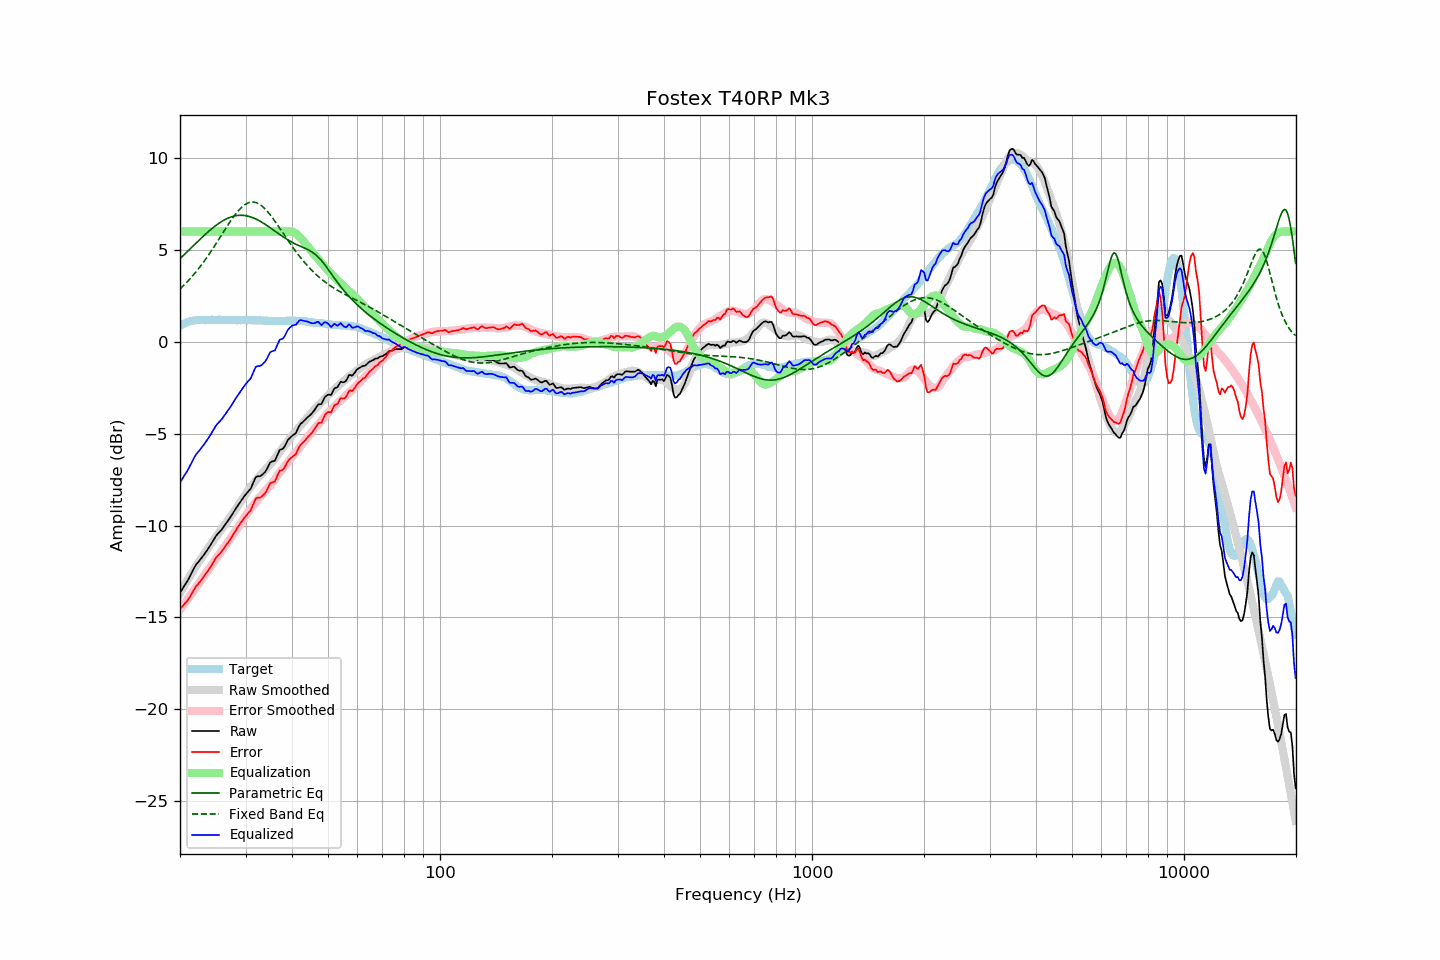 Fostex T40RP Mk3
Amplitude (dBr)
10
5
0
−5
−10
−15
−20
−25
Target
Raw Smoothed
Error Smoothed
Raw
Error
Equalization
Parametric Eq
Fixed Band Eq
Equalized
100
1000
10000
Frequency (Hz)